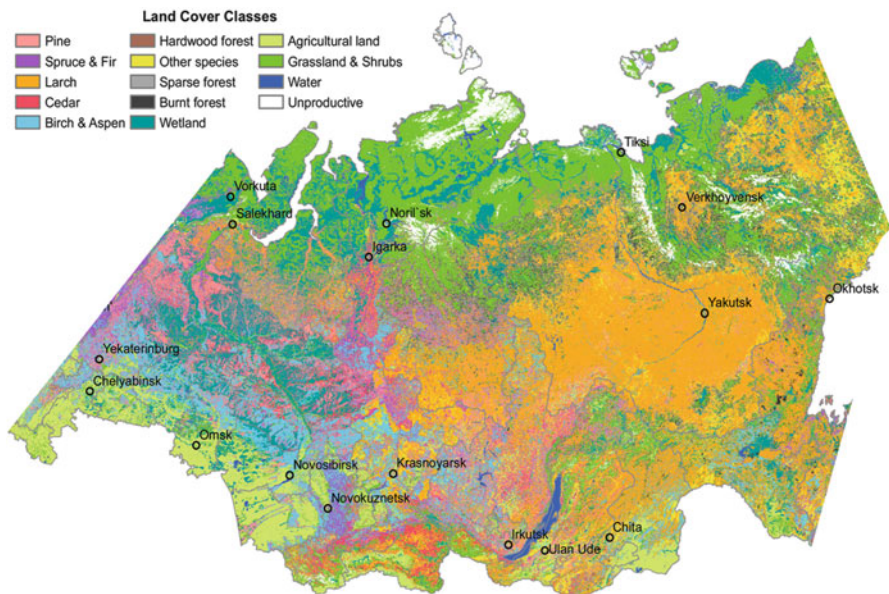 Land Cover Classes
Pine
Hardwood forest
Agricultural land
Spruce & Fir
Other species
Grassland & Shrubs
Larch
Sparse forest
Water
Cedar
Burnt forest
Unproductive
Birch & Aspen
Wetland
Tiksi
Vorkuta
Verkhoyvensk
Salekhard
Noril`sk
Igarka
Okhotsk
Yakutsk
Yekaterinburg
Chelyabinsk
Omsk
Novosibirsk
Krasnoyarsk
Novokuznetsk
Chita
Irkutsk
Ulan Ude